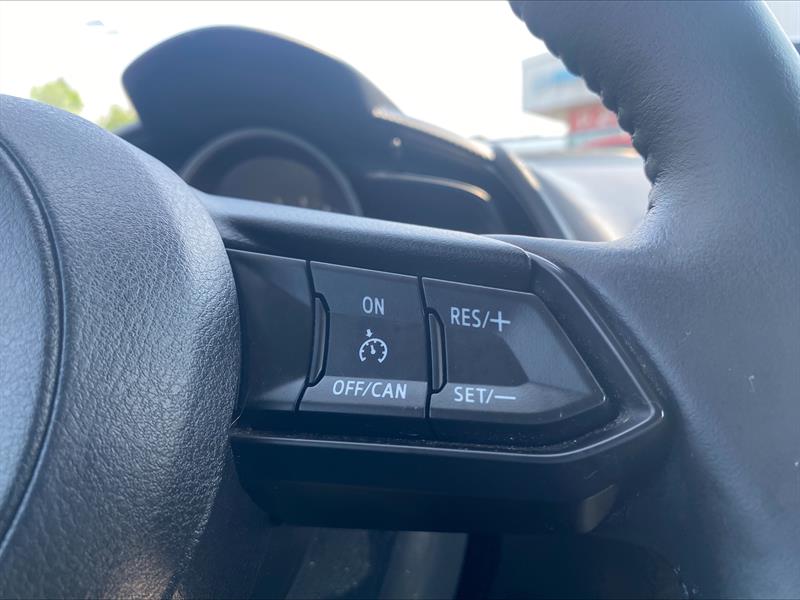 ON
OFF/CAN
RES/+
SET/-